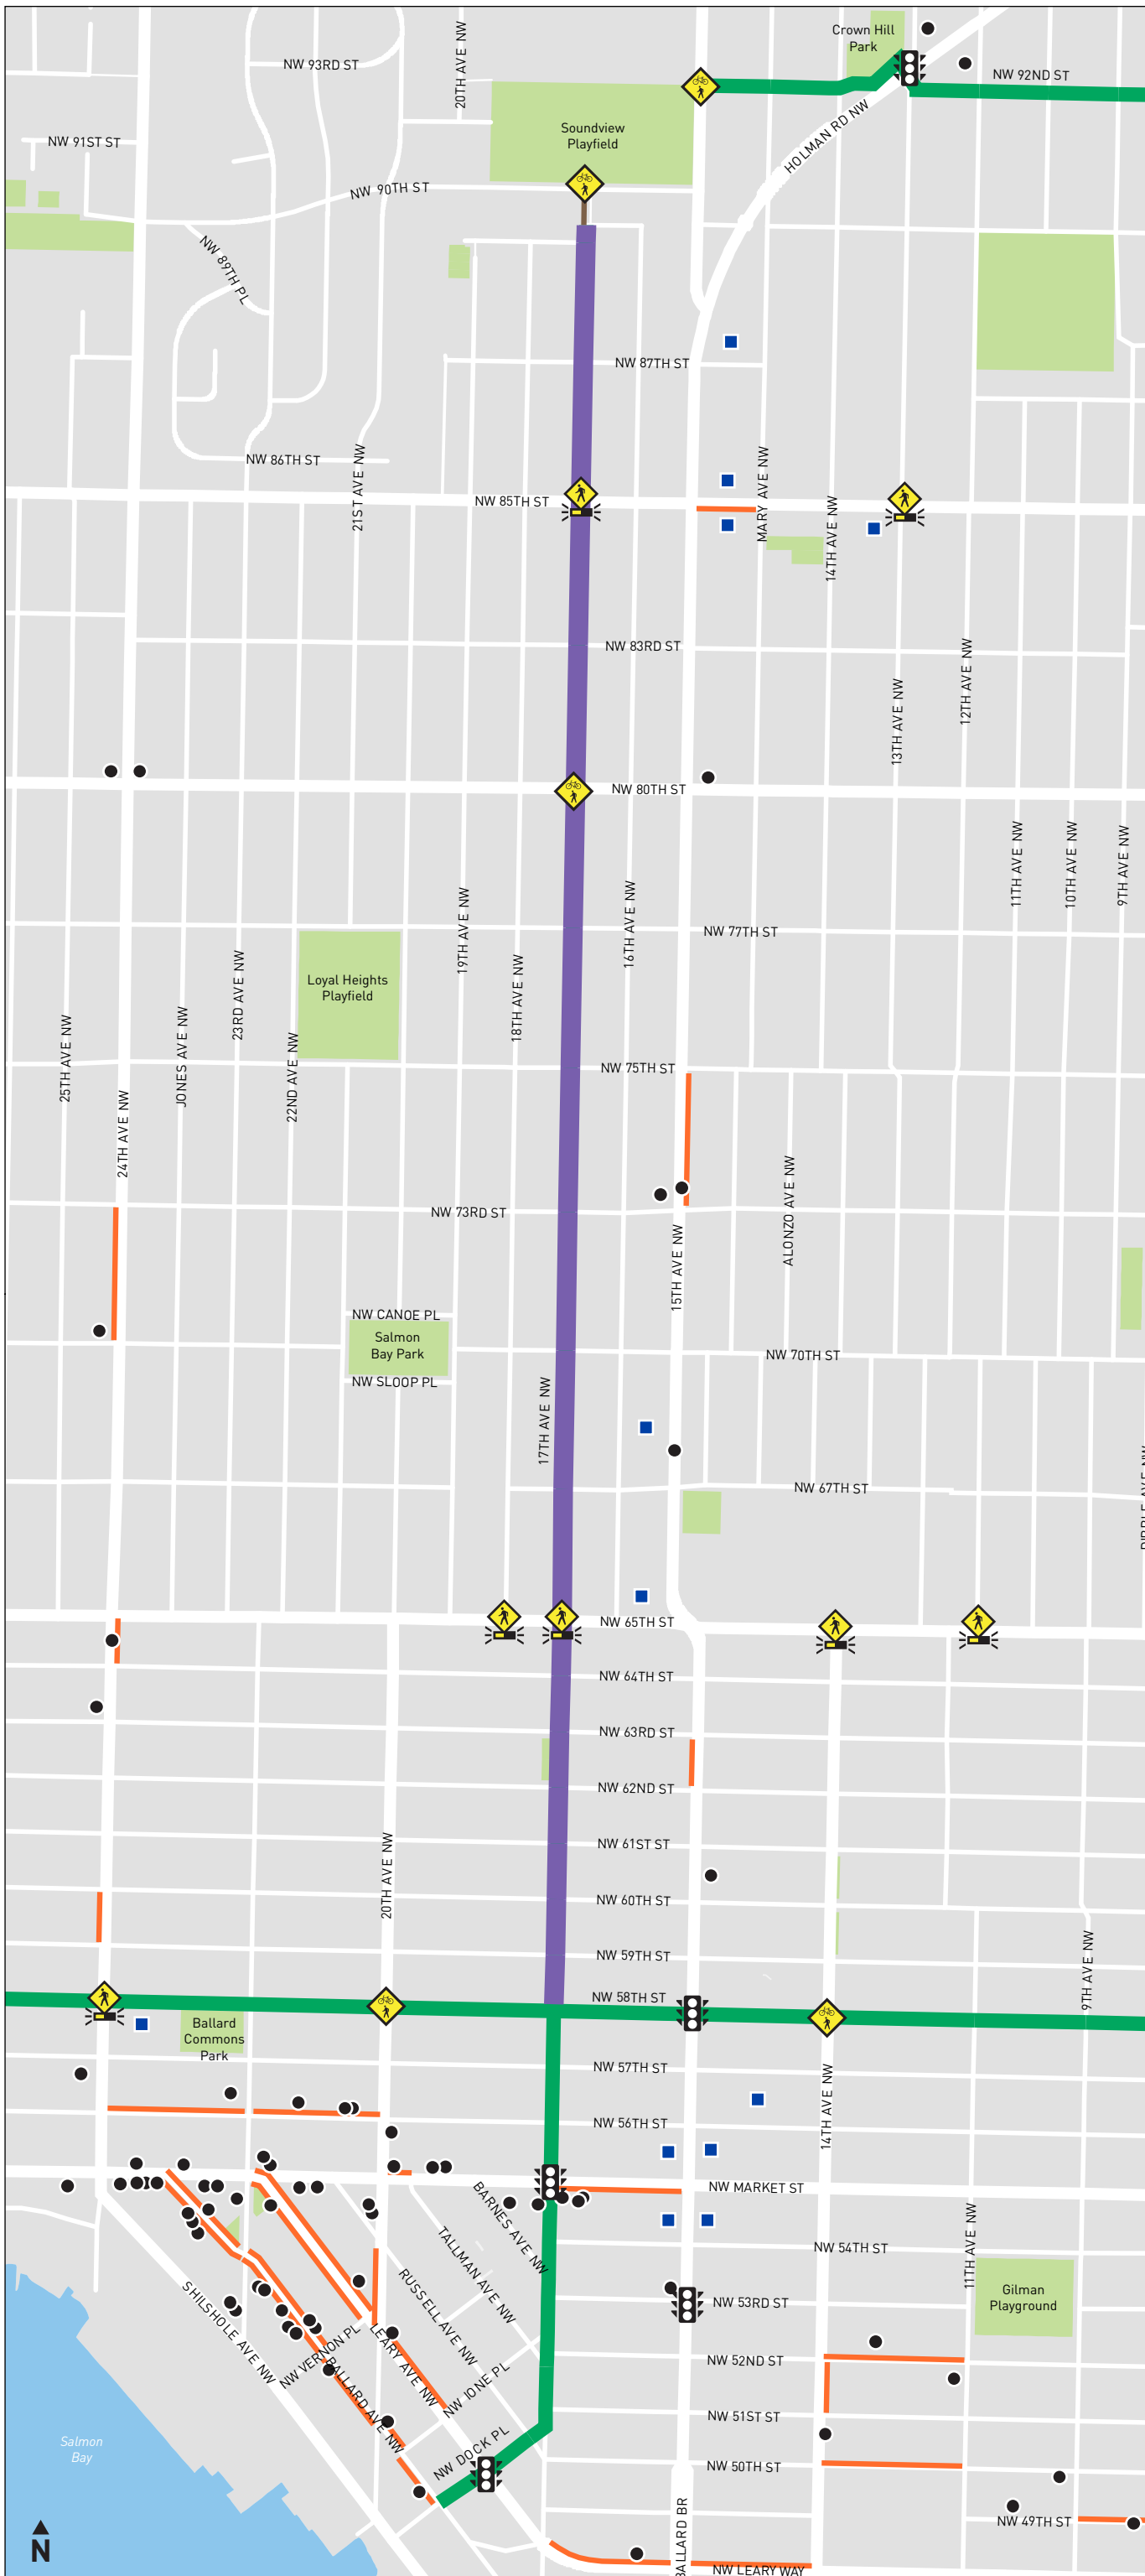 Crown Hill
Park
20TH AVE NW
NW 93RD ST
NW 92ND ST
HOLMAN RD NW
NW 91ST ST
Soundview
Playfield
NW 90TH ST
NW 89TH PL
NW 87TH ST
NW 86TH ST
21ST AVE NW
NW 85TH ST
MARY AVE NW
14TH AVE NW
NW 83RD ST
13TH AVE NW
12TH AVE NW
NW 80TH ST
11TH AVE NW
10TH AVE NW
9TH AVE NW
19TH AVE NW
16TH AVE NW
NW 77TH ST
Loyal Heights
Playfield
23RD AVE NW
18TH AVE NW
25TH AVE NW
JONES AVE NW
22ND AVE NW
NW 75TH ST
24TH AVE NW
NW 73RD ST
15TH AVE NW
ALONZO AVE NW
NW CANOE PL
Salmon
Bay Park
NW SLOOP PL
NW 70TH ST
17TH AVE NW
NW 67TH ST
NW 65TH ST
NW 64TH ST
NW 63RD ST
NW 62ND ST
NW 61ST ST
20TH AVE NW
NW 60TH ST
NW 59TH ST
9TH AVE NW
NW 58TH ST
Ballard
Commons
Park
NW 57TH ST
14TH AVE NW
NW 56TH ST
NW MARKET ST
BARNES AVE NW
TALLMAN AVE NW
RUSSELL AVE NW
NW 54TH ST
11TH AVE NW
Gilman
Playground
SHILSHOLE AVE NW
NW VERNON PL
LEARY AVE NW
BALLARD AVE NW
NW IONE PL
NW DOCK PL
NW 53RD ST
NW 52ND ST
NW 51ST ST
NW 50TH ST
NW 49TH ST
Salmon
Bay
BALLARD BR
NW LEARY WAY
N